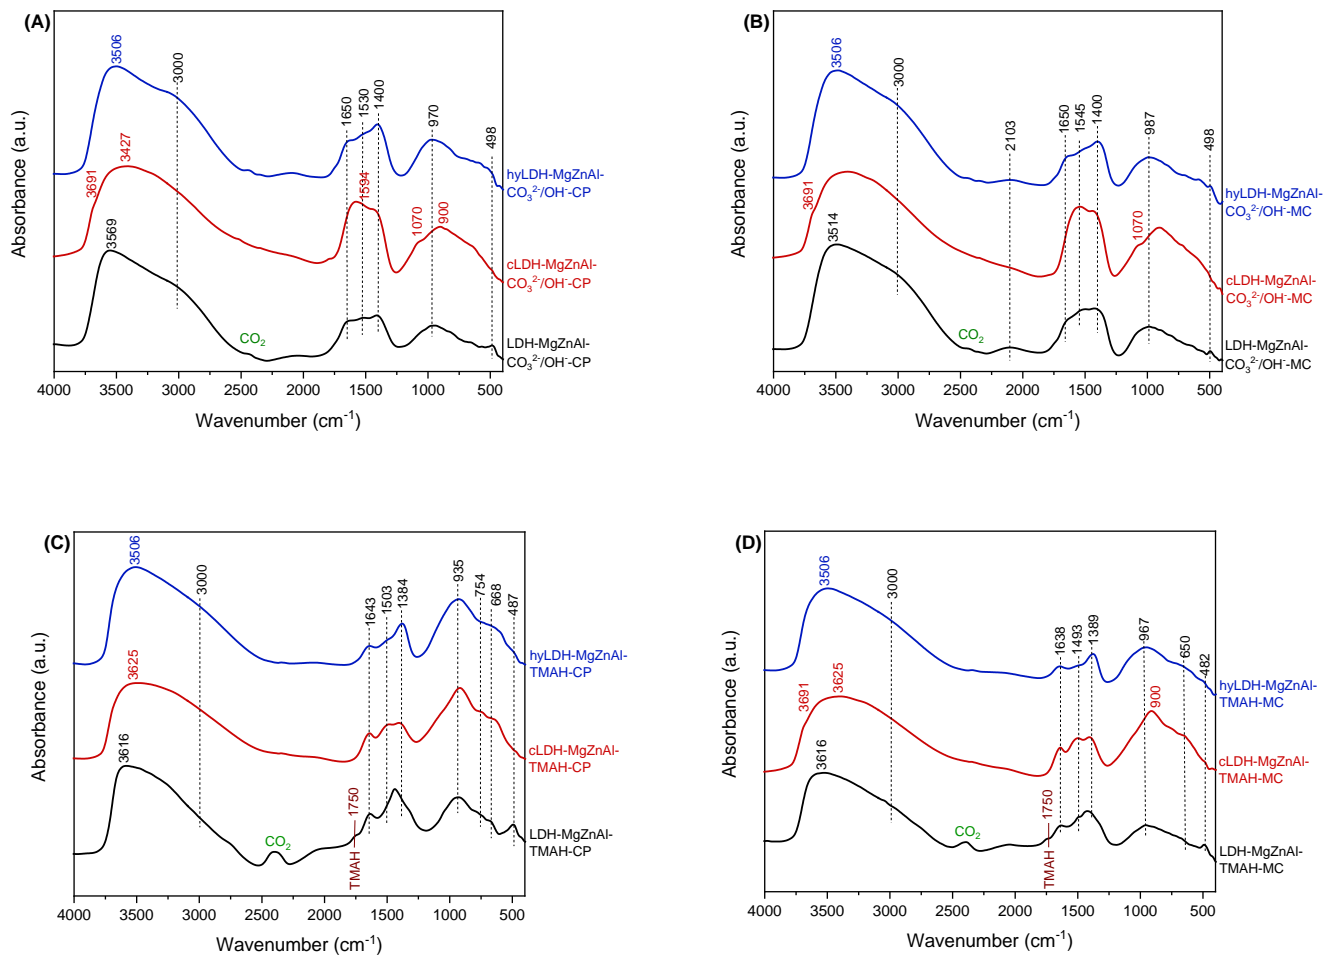 (A)
3506
3000
1650
1530
1400
970
498
3691
3427
1594
1070
900
3569
CO₂
hyLDH-MgZnAl-
CO₃²⁻/OH⁻-CP
cLDH-MgZnAl-
CO₃²⁻/OH⁻-CP
LDH-MgZnAl-
CO₃²⁻/OH⁻-CP
Absorbance (a.u.)
4000 3500 3000 2500 2000 1500 1000 500
Wavenumber (cm⁻¹)
(B)
3506
3000
2103
1650
1545
1400
987
498
3691
1070
3514
CO₂
hyLDH-MgZnAl-
CO₃²⁻/OH⁻-MC
cLDH-MgZnAl-
CO₃²⁻/OH⁻-MC
LDH-MgZnAl-
CO₃²⁻/OH⁻-MC
Absorbance (a.u.)
4000 3500 3000 2500 2000 1500 1000 500
Wavenumber (cm⁻¹)
(C)
3506
3000
1643
1503
1384
935
754
668
487
3625
3616
CO₂
TMAH
1750
hyLDH-MgZnAl-
TMAH-CP
cLDH-MgZnAl-
TMAH-CP
LDH-MgZnAl-
TMAH-CP
Absorbance (a.u.)
4000 3500 3000 2500 2000 1500 1000 500
Wavenumber (cm⁻¹)
(D)
3506
3000
1638
1493
1389
967
650
482
3691
3625
900
3616
CO₂
TMAH
1750
hyLDH-MgZnAl-
TMAH-MC
cLDH-MgZnAl-
TMAH-MC
LDH-MgZnAl-
TMAH-MC
Absorbance (a.u.)
4000 3500 3000 2500 2000 1500 1000 500
Wavenumber (cm⁻¹)